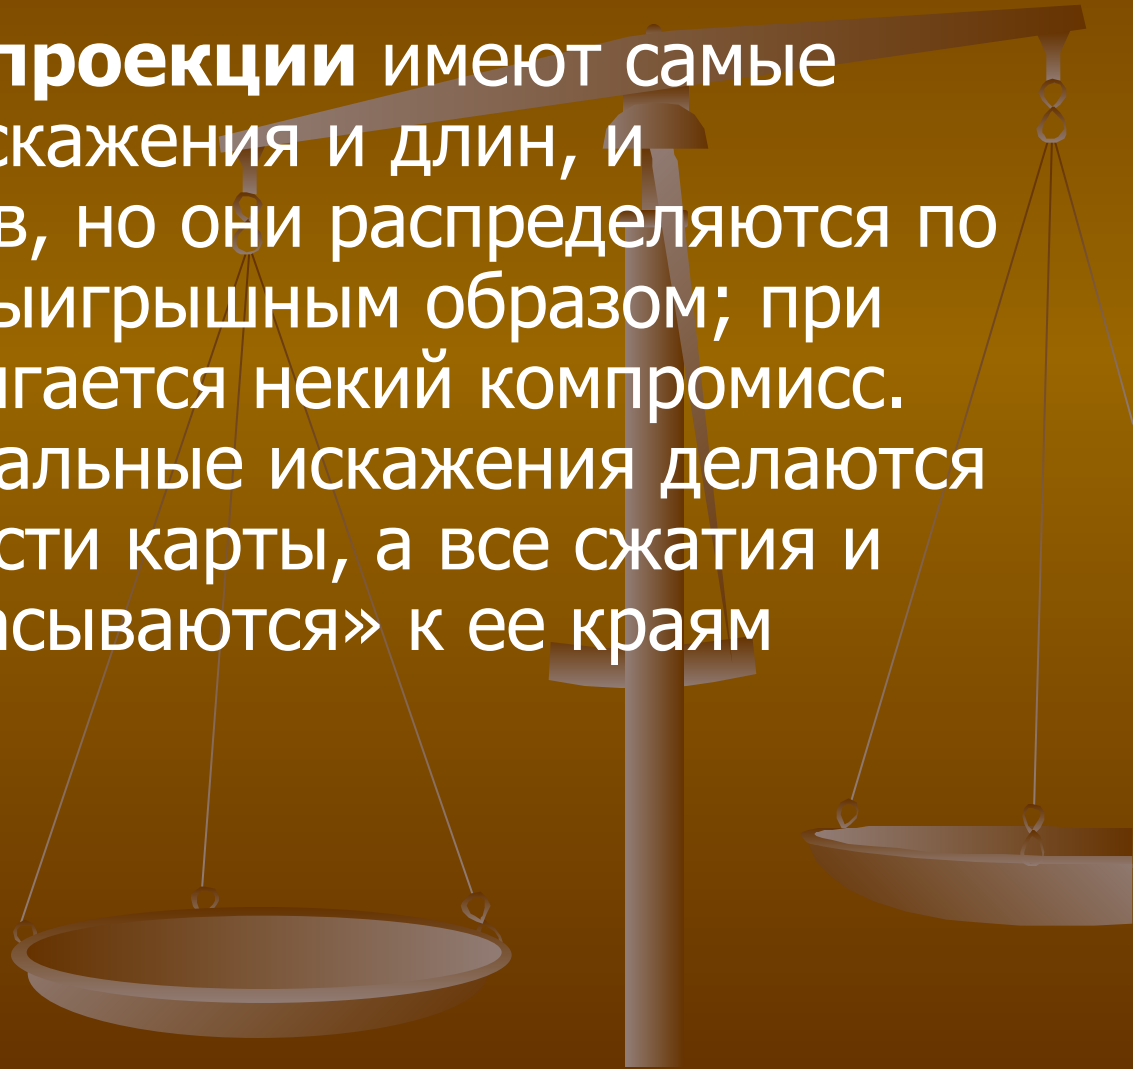 проекции имеют самые
скажения и длин, и
в, но они распределяются по
ыигрышным образом; при
игается некий компромисс.
альные искажения делаются
сти карты, а все сжатия и
асываются» к ее краям